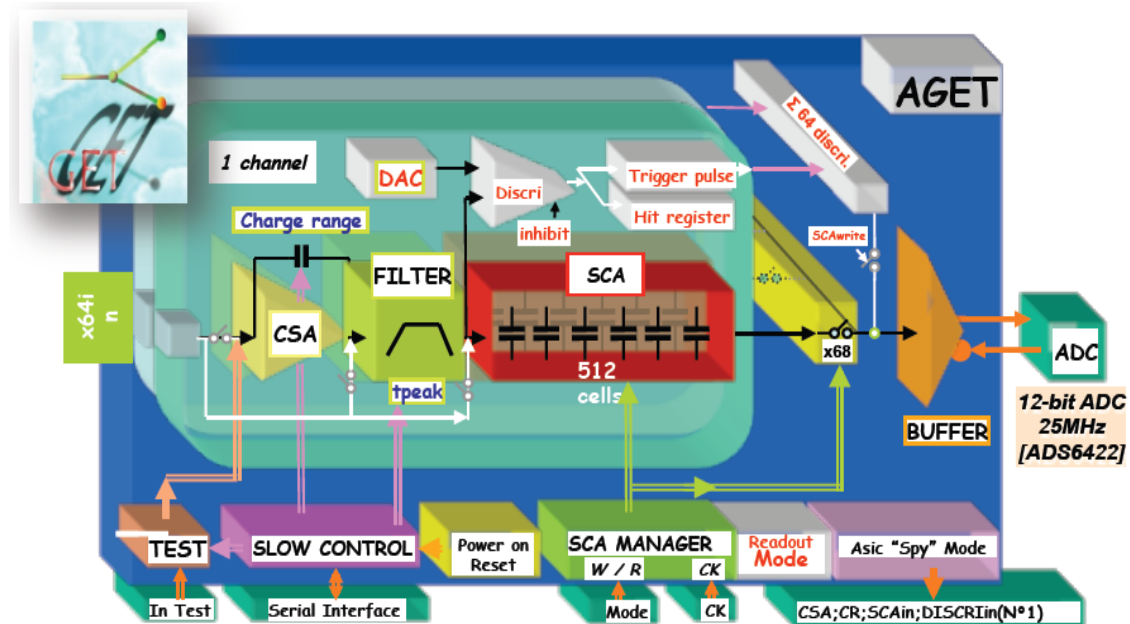 GET
GET
AGET
Σ 64 discri.
1 channel
DAC
Discri
Trigger pulse
Hit register
inhibit
Charge range
SCAwrite
x64i
n
FILTER
SCA
CSA
x68
ADC
512
cells
tpeak
12-bit ADC
25MHz
[ADS6422]
BUFFER
TEST
SLOW CONTROL
Power on
Reset
SCA MANAGER
W / R
CK
Readout
Mode
Asic “Spy” Mode
In Test
Serial Interface
Mode
CK
CSA;CR;SCAin;DISCRIin(N°1)